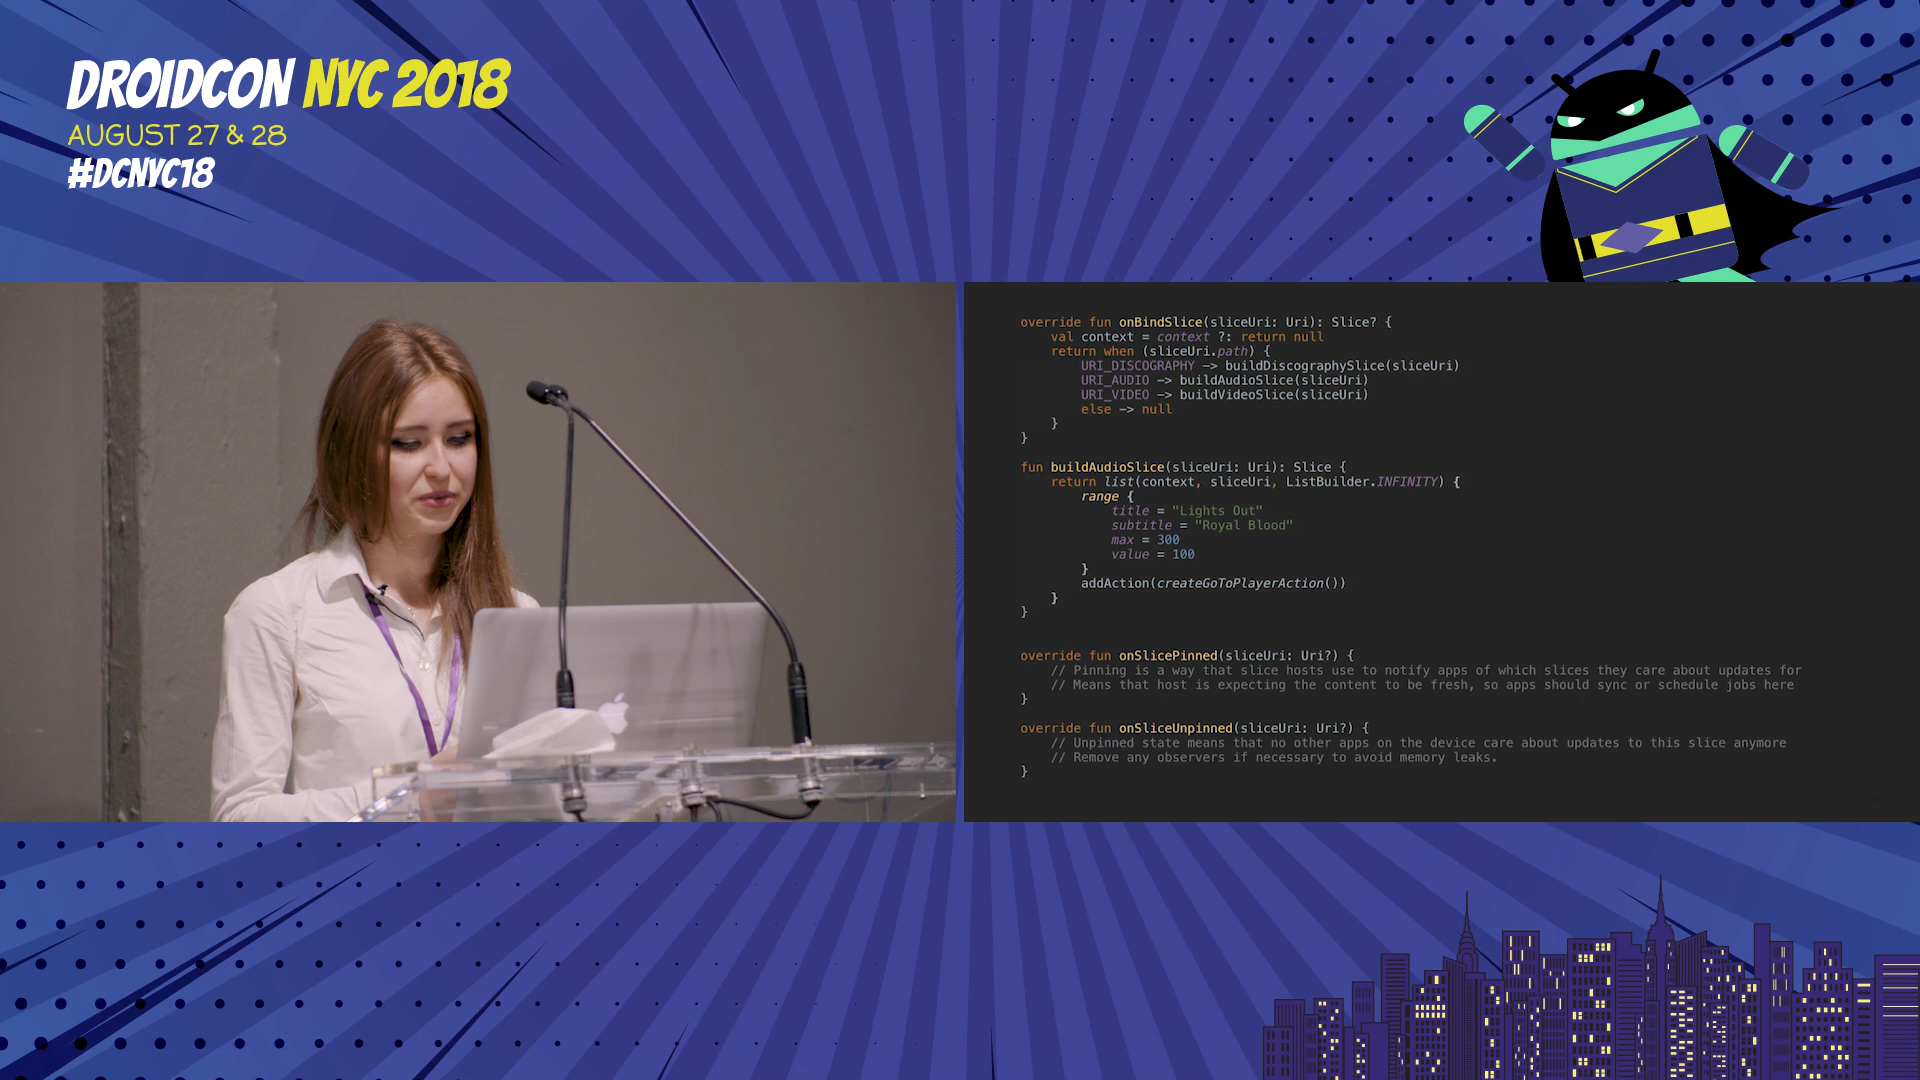 DROIDCON NYC 2018
AUGUST 27 & 28
#DCNYC18
override fun onBindSlice(sliceUri: Uri): Slice? {
    val context = context ?: return null
    return when (sliceUri.path) {
        URI_DISCOGRAPHY -> buildDiscographySlice(sliceUri)
        URI_AUDIO -> buildAudioSlice(sliceUri)
        URI_VIDEO -> buildVideoSlice(sliceUri)
        else -> null
    }
}
fun buildAudioSlice(sliceUri: Uri): Slice {
    return list(context, sliceUri, ListBuilder.INFINITY) {
        range {
            title = "Lights Out"
            subtitle = "Royal Blood"
            max = 300
            value = 100
        }
        addAction(createGoToPlayerAction())
    }
}
override fun onSlicePinned(sliceUri: Uri?) {
    // Pinning is a way that slice hosts use to notify apps of which slices they care about updates for
    // Means that host is expecting the content to be fresh, so apps should sync or schedule jobs here
}
override fun onSliceUnpinned(sliceUri: Uri?) {
    // Unpinned state means that no other apps on the device care about updates to this slice anymore
    // Remove any observers if necessary to avoid memory leaks.
}